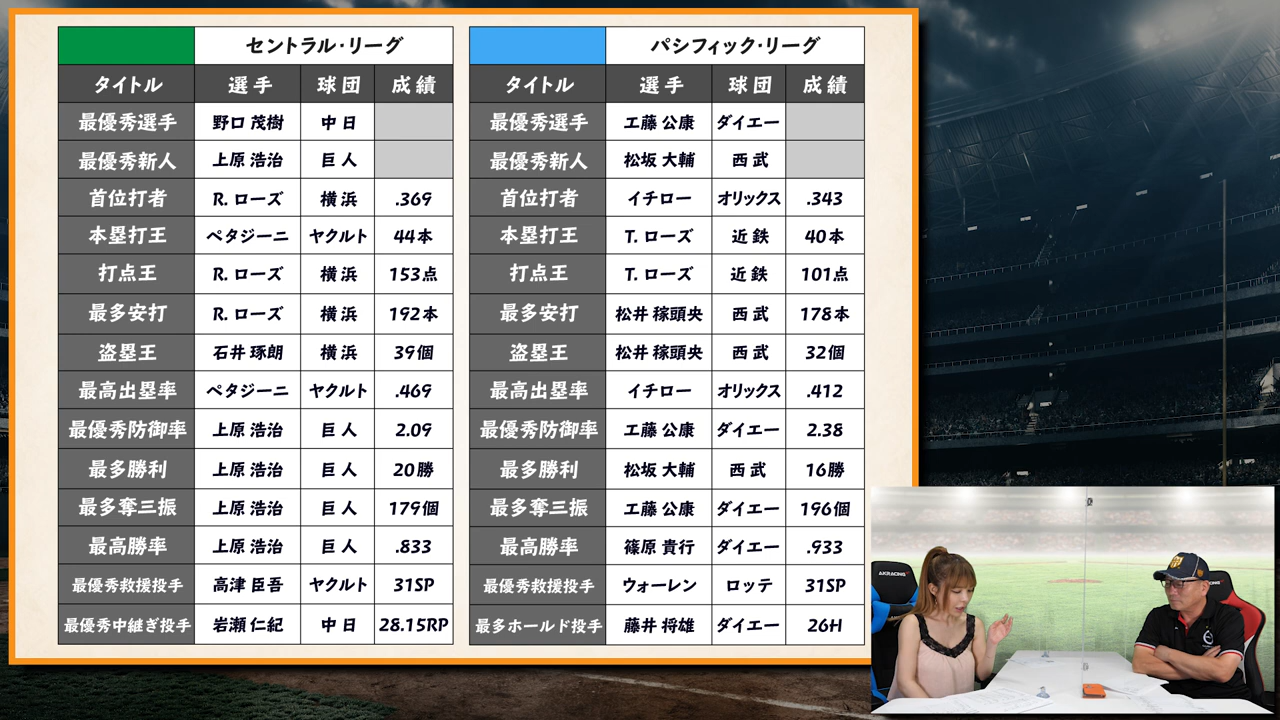 セントラル・リーグ
タイトル 選手 球団 成績
最優秀選手 野口 茂樹 中日
最優秀新人 上原 浩治 巨人
首位打者 R. ローズ 横浜 .369
本塁打王 ペタジーニ ヤクルト 44本
打点王 R. ローズ 横浜 153点
最多安打 R. ローズ 横浜 192本
盗塁王 石井 琢朗 横浜 39個
最高出塁率 ペタジーニ ヤクルト .469
最優秀防御率 上原 浩治 巨人 2.09
最多勝利 上原 浩治 巨人 20勝
最多奪三振 上原 浩治 巨人 179個
最高勝率 上原 浩治 巨人 .833
最優秀救援投手 高津 臣吾 ヤクルト 31SP
最優秀中継ぎ投手 岩瀬 仁紀 中日 28.15RP
パシフィック・リーグ
タイトル 選手 球団 成績
最優秀選手 工藤 公康 ダイエー
最優秀新人 松坂 大輔 西武
首位打者 イチロー オリックス .343
本塁打王 T. ローズ 近鉄 40本
打点王 T. ローズ 近鉄 101点
最多安打 松井 稼頭央 西武 178本
盗塁王 松井 稼頭央 西武 32個
最高出塁率 イチロー オリックス .412
最優秀防御率 工藤 公康 ダイエー 2.38
最多勝利 松坂 大輔 西武 16勝
最多奪三振 工藤 公康 ダイエー 196個
最高勝率 篠原 貴行 ダイエー .933
最優秀救援投手 ウォーレン ロッテ 31SP
最多ホールド投手 藤井 将雄 ダイエー 26H
AKRACING